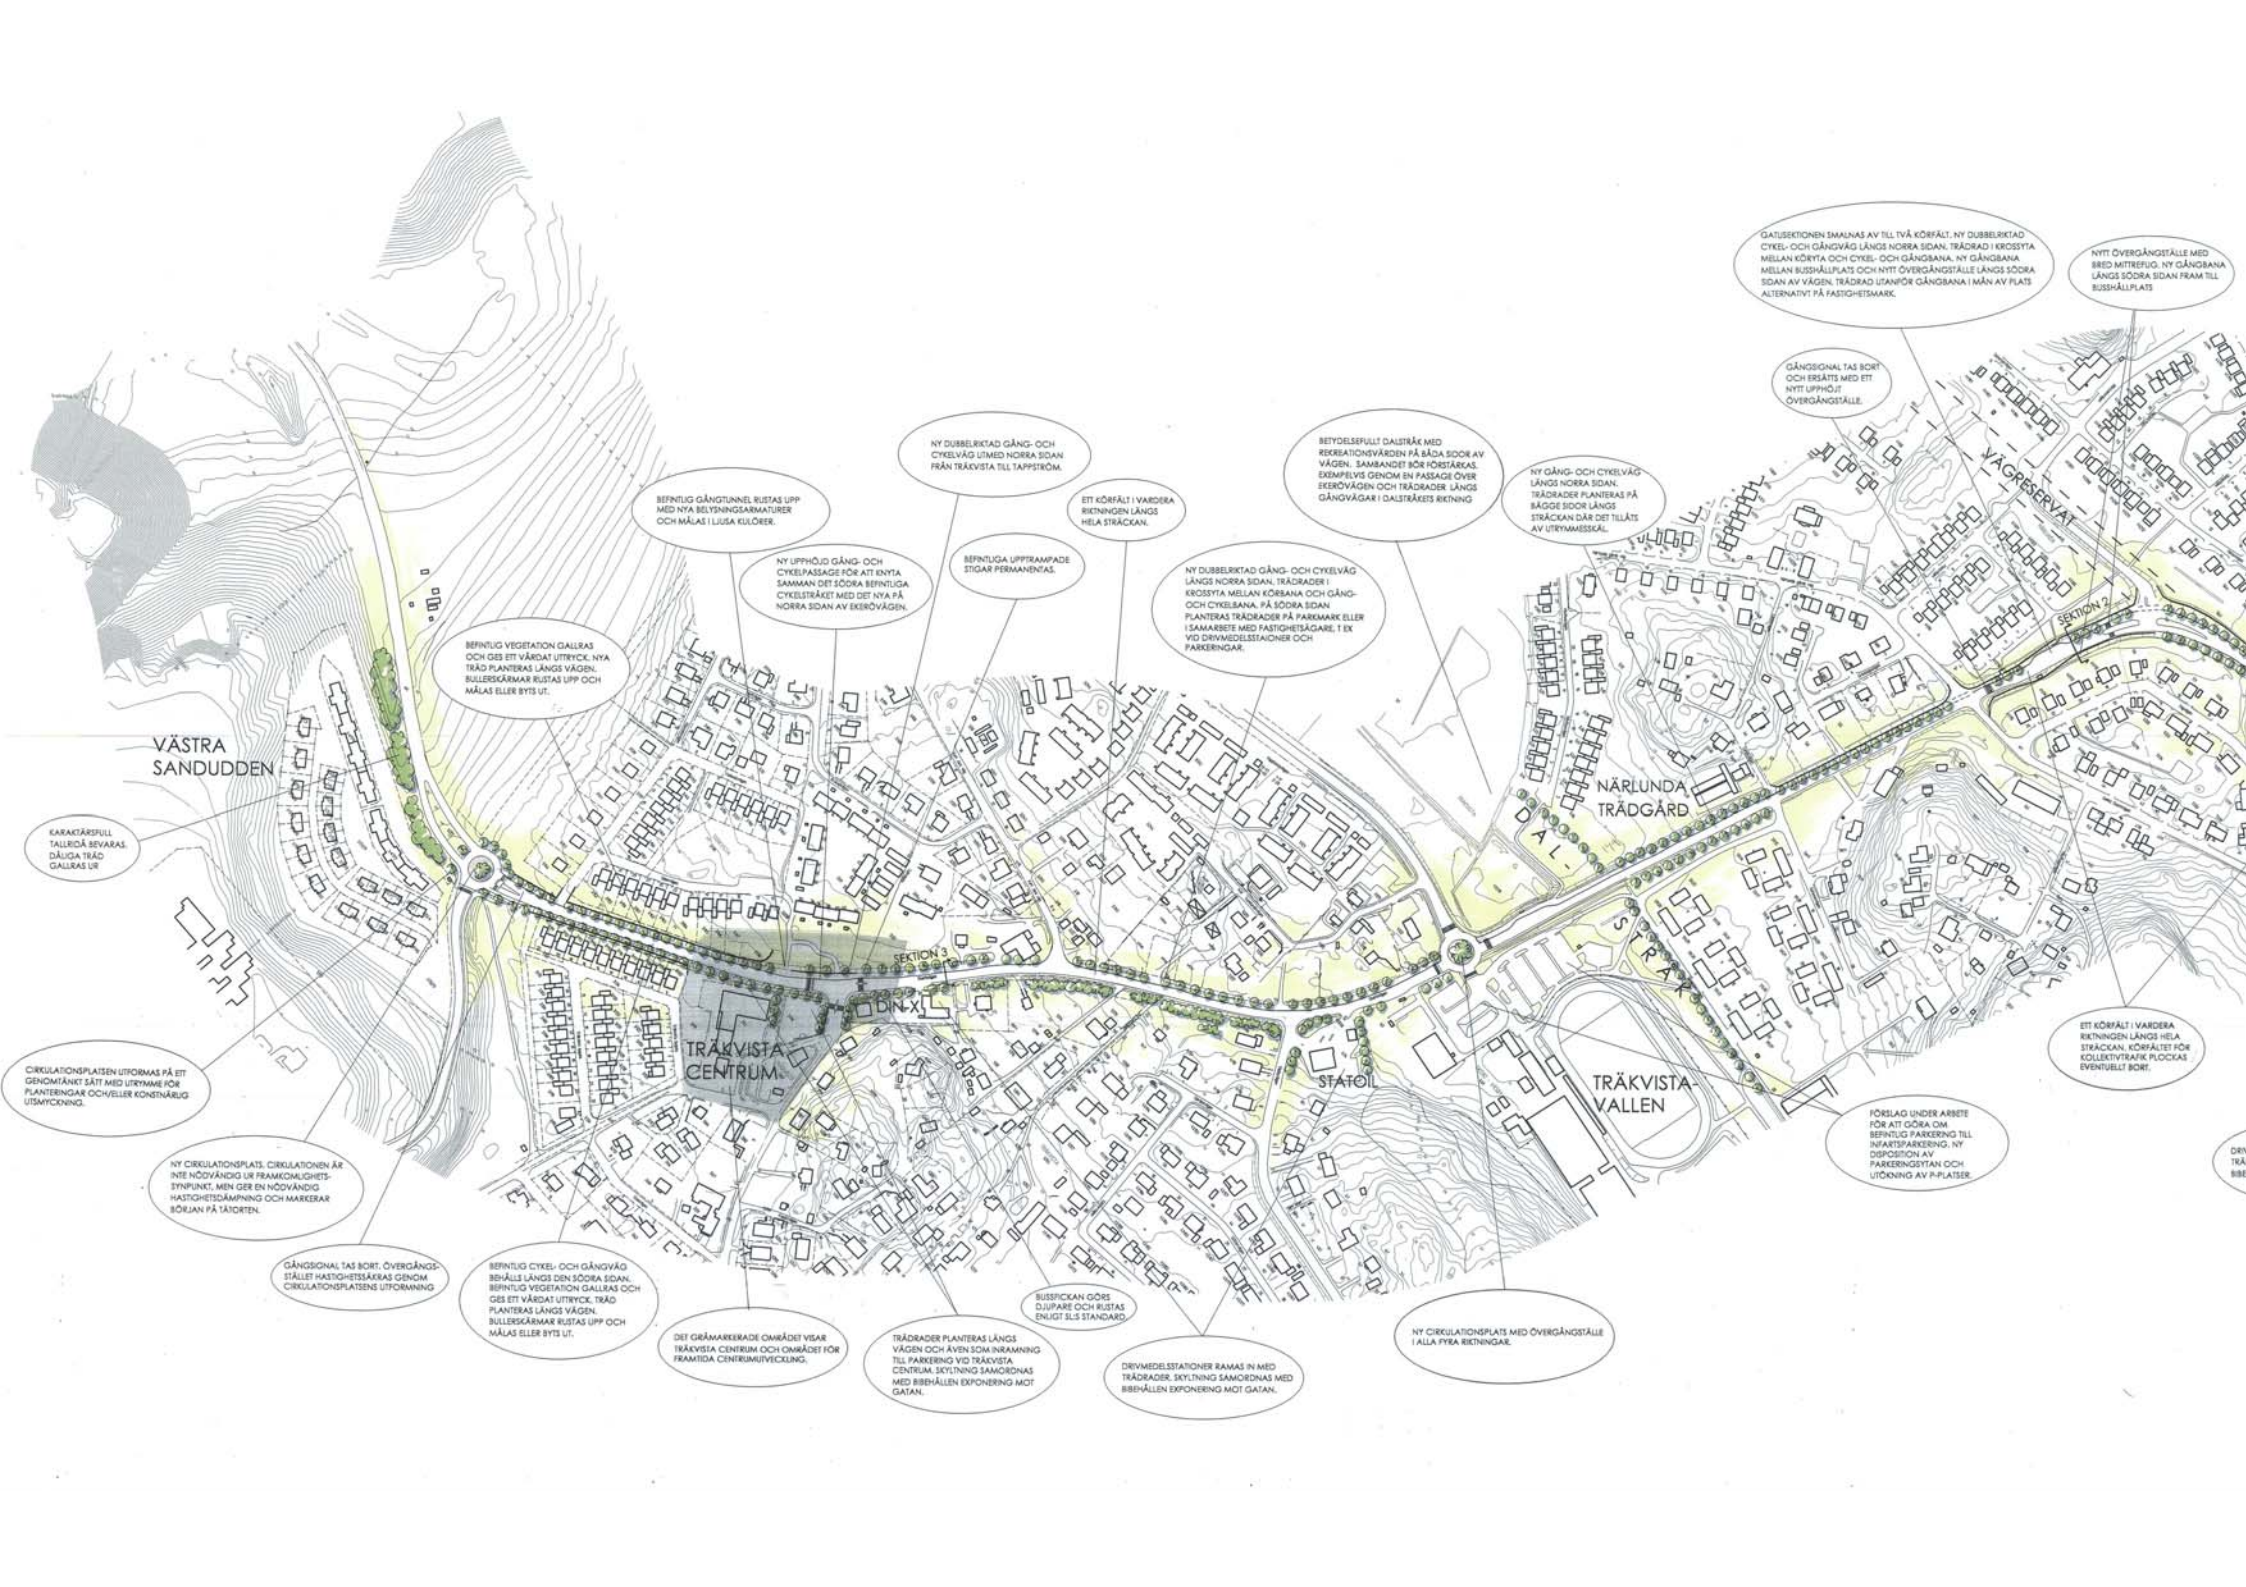 GATUSEKTIONEN SMALNAS AV TILL TVÅ KÖRFÄLT. NY DUBBELRIKTAD
CYKEL- OCH GÅNGVÄG LÄNGS NORRA SIDAN. TRÄDRAD I KROSSYTA
MELLAN KÖRYTA OCH CYKEL- OCH GÅNGBANA. NY GÅNGBANA
MELLAN BUSSHÅLLPLATS OCH NYTT ÖVERGÅNGSTÄLLE LÄNGS SÖDRA
SIDAN AV VÄGEN. TRÄDRAD UTANFÖR GÅNGBANA I MÅN AV PLATS
ALTERNATIVT PÅ FASTIGHETSMARK.
NYTT ÖVERGÅNGSTÄLLE MED
BRED MITTREFUG. NY GÅNGBANA
LÄNGS SÖDRA SIDAN FRAM TILL
BUSSHÅLLPLATS
GÅNGSIGNAL TAS BORT
OCH ERSÄTTS MED ETT
NYTT UPPHÖJT
ÖVERGÅNGSTÄLLE.
NY DUBBELRIKTAD GÅNG- OCH
CYKELVÄG UTMED NORRA SIDAN
FRÅN TRÄKVISTA TILL TAPPSTRÖM.
BETYDELSEFULLT DALSTRÅK MED
REKREATIONSVÄRDEN PÅ BÅDA SIDOR AV
VÄGEN. SAMBANDET BÖR FÖRSTÄRKAS.
EXEMPELVIS GENOM EN PASSAGE ÖVER
EKERÖVÄGEN OCH TRÄDRADER LÄNGS
GÅNGVÄGAR I DALSTRÅKETS RIKTNING
NY GÅNG- OCH CYKELVÄG
LÄNGS NORRA SIDAN.
TRÄDRADER PLANTERAS PÅ
BÄGGE SIDOR LÄNGS
STRÄCKAN DÄR DET TILLÅTS
AV UTRYMMESSKÄL.
BEFINTLIG GÅNGTUNNEL RUSTAS UPP
MED NYA BELYSNINGSARMATURER
OCH MÅLAS I LJUSA KULÖRER.
ETT KÖRFÄLT I VARDERA
RIKTNINGEN LÄNGS
HELA STRÄCKAN.
VÄGRESERVAT
NY UPPHÖJD GÅNG- OCH
CYKELPASSAGE FÖR ATT KNYTA
SAMMAN DET SÖDRA BEFINTLIGA
CYKELSTRÅKET MED DET NYA PÅ
NORRA SIDAN AV EKERÖVÄGEN.
BEFINTLIGA UPPTRAMPADE
STIGAR PERMANENTAS.
NY DUBBELRIKTAD GÅNG- OCH CYKELVÄG
LÄNGS NORRA SIDAN. TRÄDRADER I
KROSSYTA MELLAN KÖRBANA OCH GÅNG-
OCH CYKELBANA. PÅ SÖDRA SIDAN
PLANTERAS TRÄDRADER PÅ PARKMARK ELLER
I SAMARBETE MED FASTIGHETSÄGARE, T EX
VID DRIVMEDELSSTAIONER OCH
PARKERINGAR.
SEKTION 2
BEFINTLIG VEGETATION GALLRAS
OCH GES ETT VÅRDAT UTTRYCK. NYA
TRÄD PLANTERAS LÄNGS VÄGEN.
BULLERSKÄRMAR RUSTAS UPP OCH
MÅLAS ELLER BYTS UT.
VÄSTRA
SANDUDDEN
NÄRLUNDA
TRÄDGÅRD
KARAKTÄRSFULL
TALLRIDÅ BEVARAS.
DÅLIGA TRÄD
GALLRAS UR
DAL-
STRÅK
SEKTION 3
DIN-X
TRÄKVISTA
CENTRUM
STATOIL
TRÄKVISTA-
VALLEN
ETT KÖRFÄLT I VARDERA
RIKTNINGEN LÄNGS HELA
STRÄCKAN. KÖRFÄLTET FÖR
KOLLEKTIVTRAFIK PLOCKAS
EVENTUELLT BORT.
CIRKULATIONSPLATSEN UTFORMAS PÅ ETT
GENOMTÄNKT SÄTT MED UTRYMME FÖR
PLANTERINGAR OCH/ELLER KONSTNÄRLIG
UTSMYCKNING.
FÖRSLAG UNDER ARBETE
FÖR ATT GÖRA OM
BEFINTLIG PARKERING TILL
INFARTSPARKERING. NY
DISPOSITION AV
PARKERINGSYTAN OCH
UTÖKNING AV P-PLATSER.
NY CIRKULATIONSPLATS. CIRKULATIONEN ÄR
INTE NÖDVÄNDIG UR FRAMKOMLIGHETS-
SYNPUNKT, MEN GER EN NÖDVÄNDIG
HASTIGHETSDÄMPNING OCH MARKERAR
BÖRJAN PÅ TÄTORTEN.
GÅNGSIGNAL TAS BORT. ÖVERGÅNGS-
STÄLLET HASTIGHETSSÄKRAS GENOM
CIRKULATIONSPLATSENS UTFORMNING
BEFINTLIG CYKEL- OCH GÅNGVÄG
BEHÅLLS LÄNGS DEN SÖDRA SIDAN.
BEFINTLIG VEGETATION GALLRAS OCH
GES ETT VÅRDAT UTTRYCK. TRÄD
PLANTERAS LÄNGS VÄGEN.
BULLERSKÄRMAR RUSTAS UPP OCH
MÅLAS ELLER BYTS UT.
DET GRÅMARKERADE OMRÅDET VISAR
TRÄKVISTA CENTRUM OCH OMRÅDET FÖR
FRAMTIDA CENTRUMUTVECKLING.
TRÄDRADER PLANTERAS LÄNGS
VÄGEN OCH ÄVEN SOM INRAMNING
TILL PARKERING VID TRÄKVISTA
CENTRUM. SKYLTNING SAMORDNAS
MED BIBEHÅLLEN EXPONERING MOT
GATAN.
BUSSFICKAN GÖRS
DJUPARE OCH RUSTAS
ENLIGT SL:S STANDARD.
DRIVMEDELSSTATIONER RAMAS IN MED
TRÄDRADER. SKYLTNING SAMORDNAS MED
BIBEHÅLLEN EXPONERING MOT GATAN.
NY CIRKULATIONSPLATS MED ÖVERGÅNGSTÄLLE
I ALLA FYRA RIKTNINGAR.